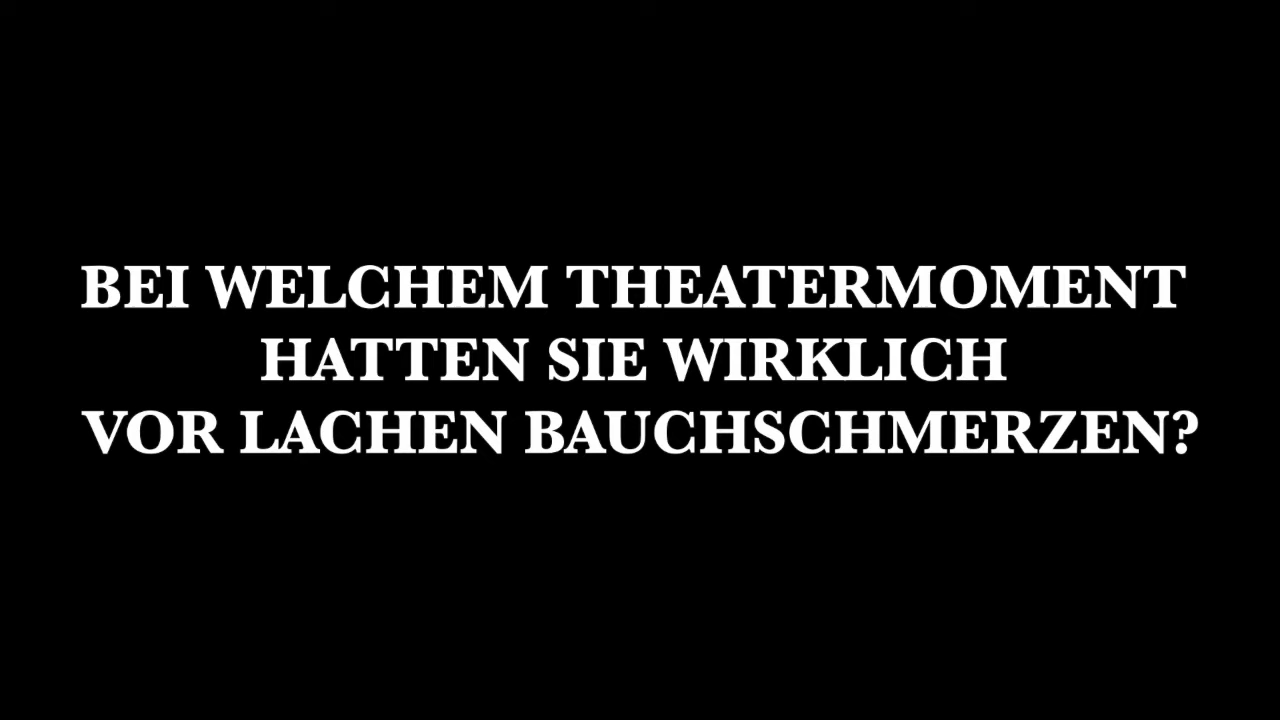 BEI WELCHEM THEATERMOMENT
HATTEN SIE WIRKLICH
VOR LACHEN BAUCHSCHMERZEN?